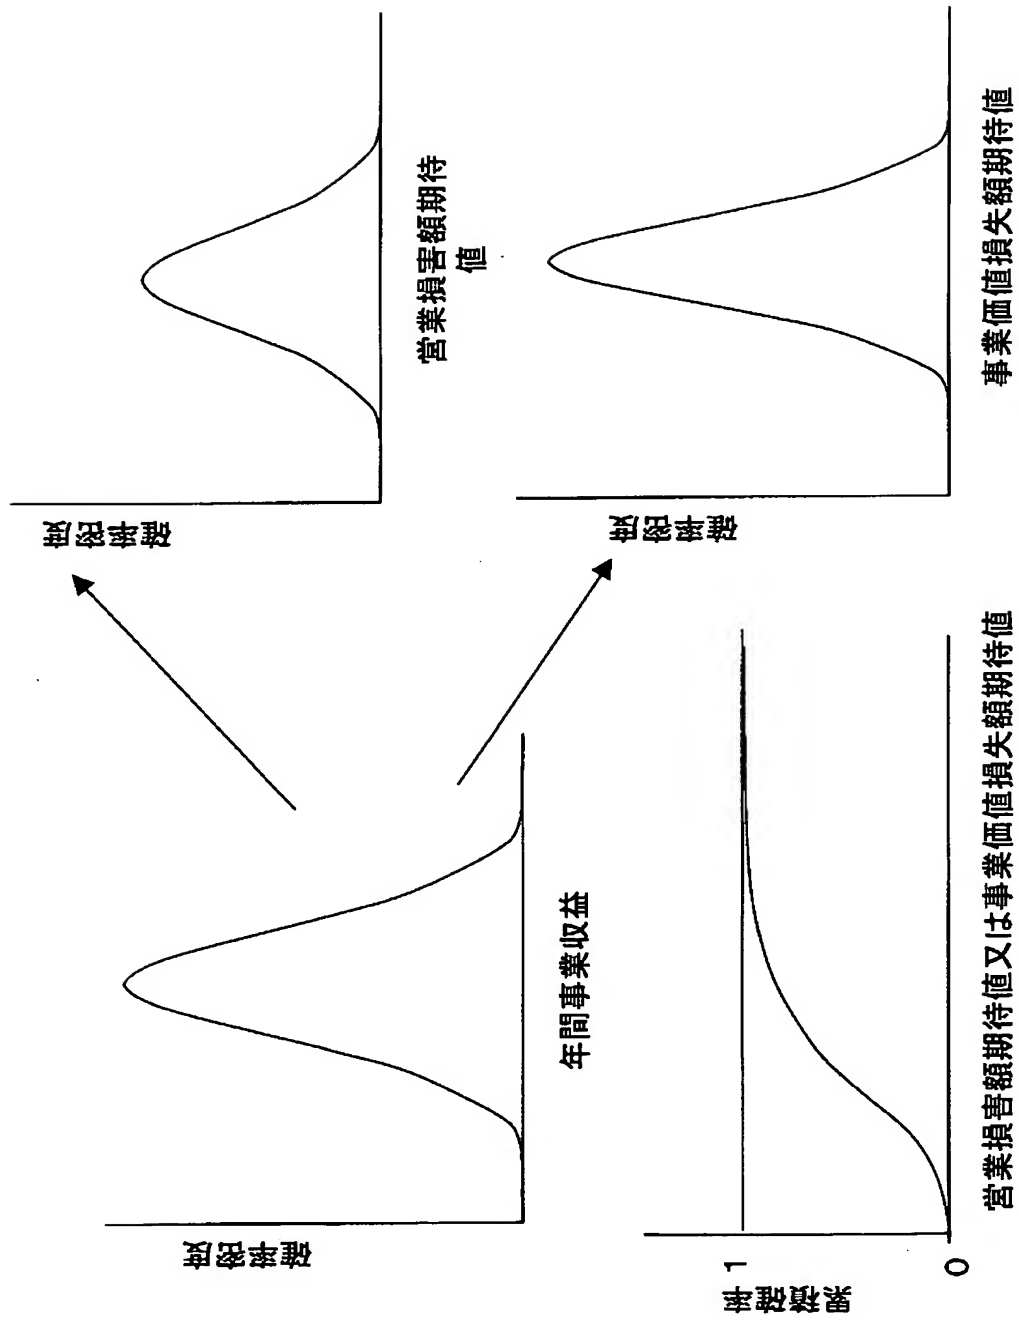 確率密度
年間事業収益
確率密度
営業損害額期待
値
確率密度
事業価値損失額期待値
累積確率
1
0
営業損害額期待値又は事業価値損失額期待値